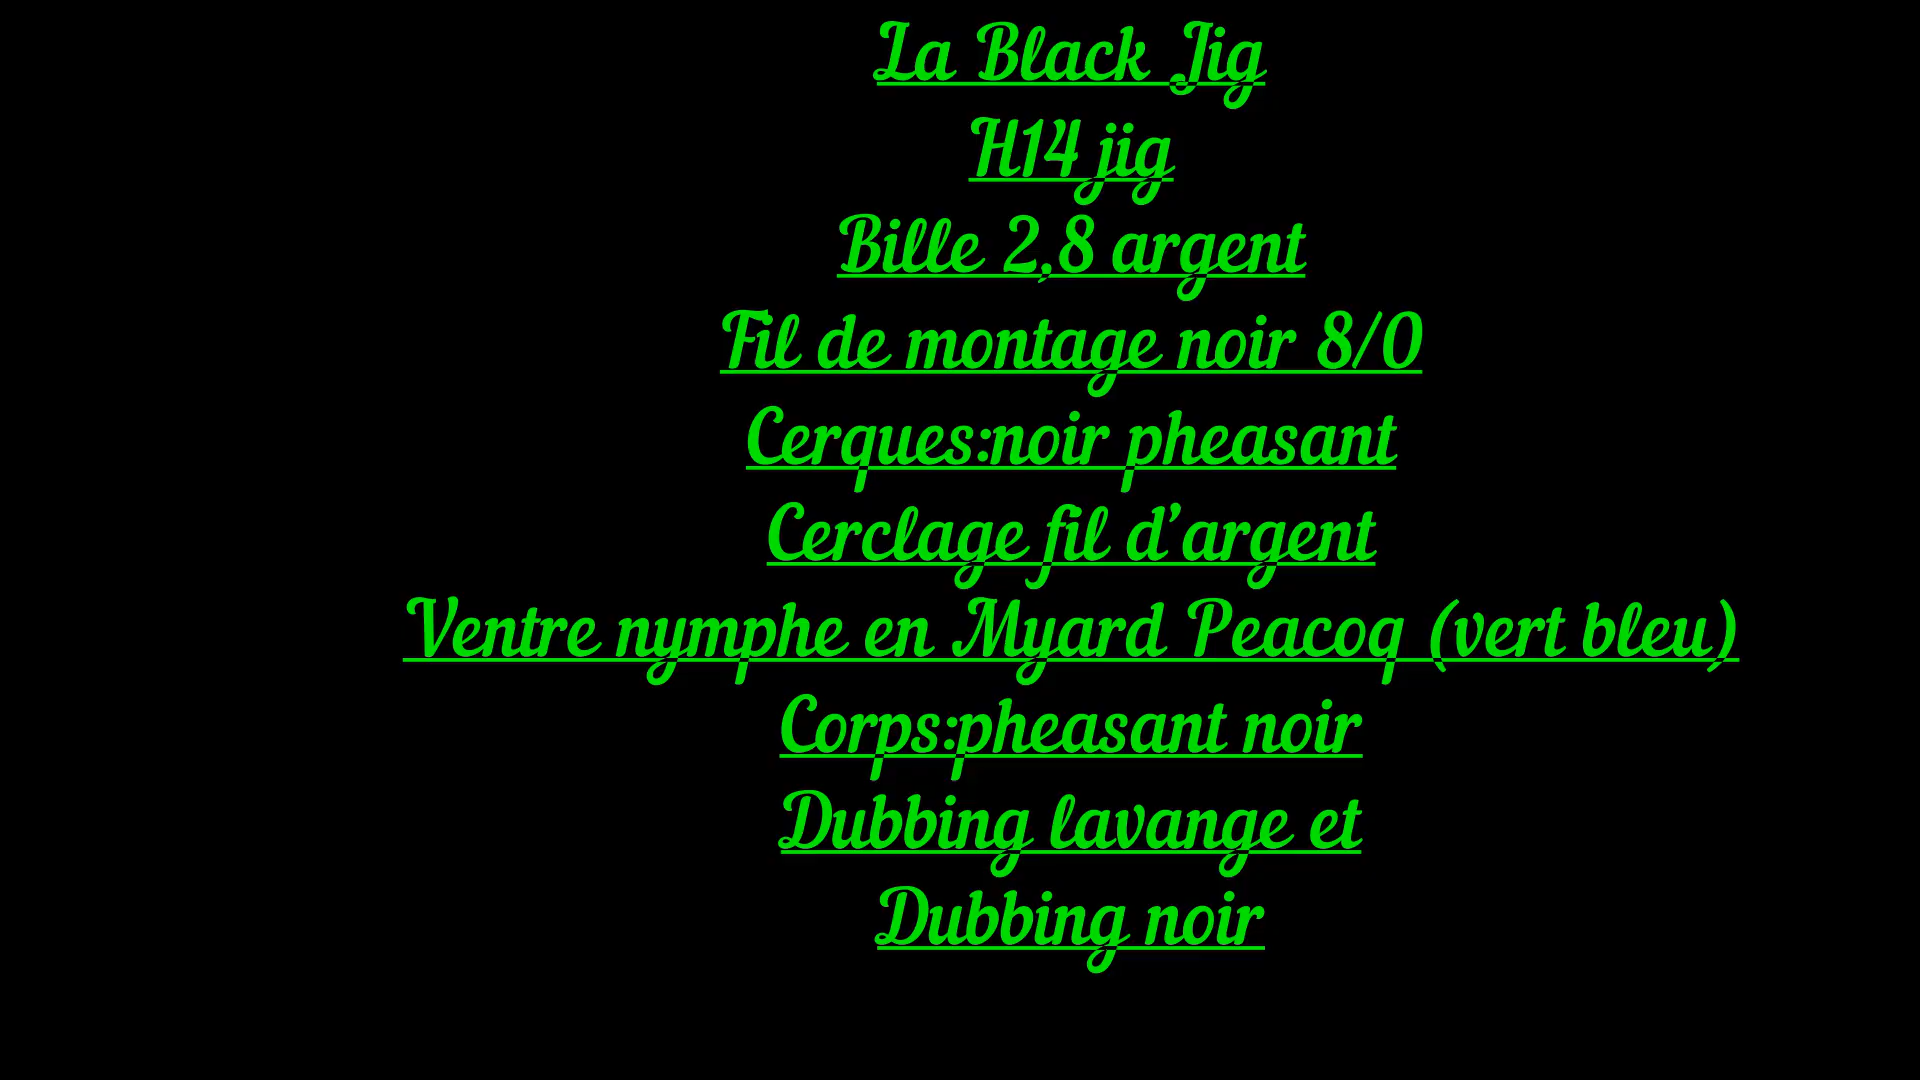 La Black Jig
H14 jig
Bille 2,8 argent
Fil de montage noir 8/0
Cerques:noir pheasant
Cerclage fil d’argent
Ventre nymphe en Myard Peacoq (vert bleu)
Corps:pheasant noir
Dubbing lavange et
Dubbing noir